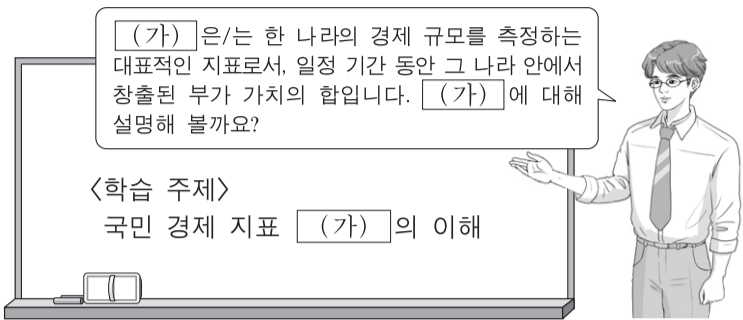 (가) 은/는 한 나라의 경제 규모를 측정하는
대표적인 지표로서, 일정 기간 동안 그 나라 안에서
창출된 부가 가치의 합입니다. (가) 에 대해
설명해 볼까요?
〈학습 주제〉
국민 경제 지표 (가) 의 이해